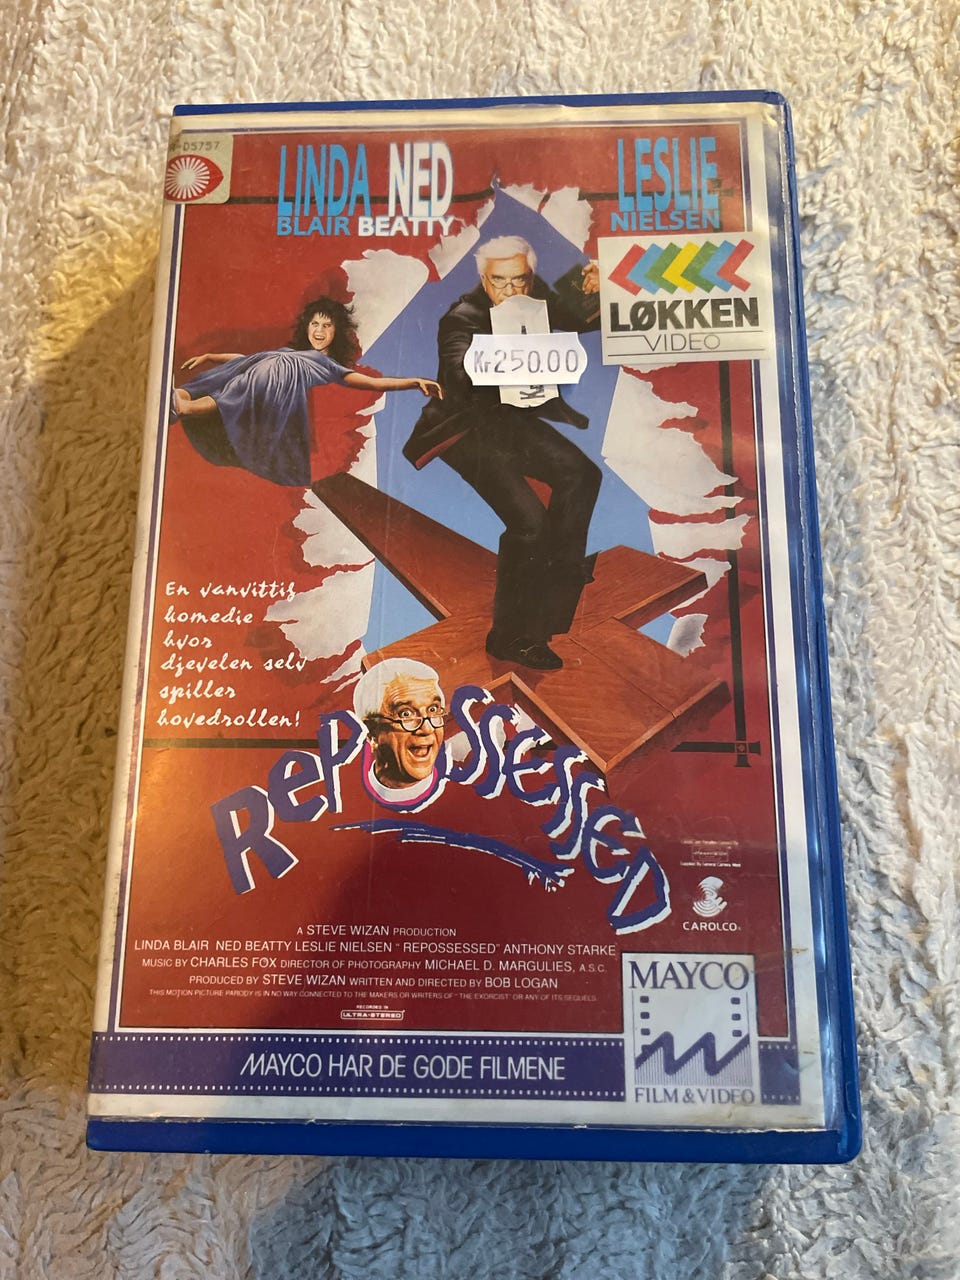 D5757
LINDA NED LESLIE
BLAIR BEATTY NIELSEN
LØKKEN
VIDEO
Kr250.00
En vanvittig
komedie
hvor
djevelen selv
spiller
hovedrollen!
REPOSSESSED
CAROLCO
A STEVE WIZAN PRODUCTION
LINDA BLAIR NED BEATTY LESLIE NIELSEN "REPOSSESSED" ANTHONY STARKE
MUSIC BY CHARLES FOX DIRECTOR OF PHOTOGRAPHY MICHAEL D. MARGULIES, A.S.C.
PRODUCED BY STEVE WIZAN WRITTEN AND DIRECTED BY BOB LOGAN
THIS MOTION PICTURE PARODY IS IN NO WAY CONNECTED TO THE MAKERS OR WRITERS OF "THE EXORCIST" OR ANY OF ITS SEQUELS
RECORDED IN
ULTRA-STEREO
MAYCO
FILM & VIDEO
MAYCO HAR DE GODE FILMENE